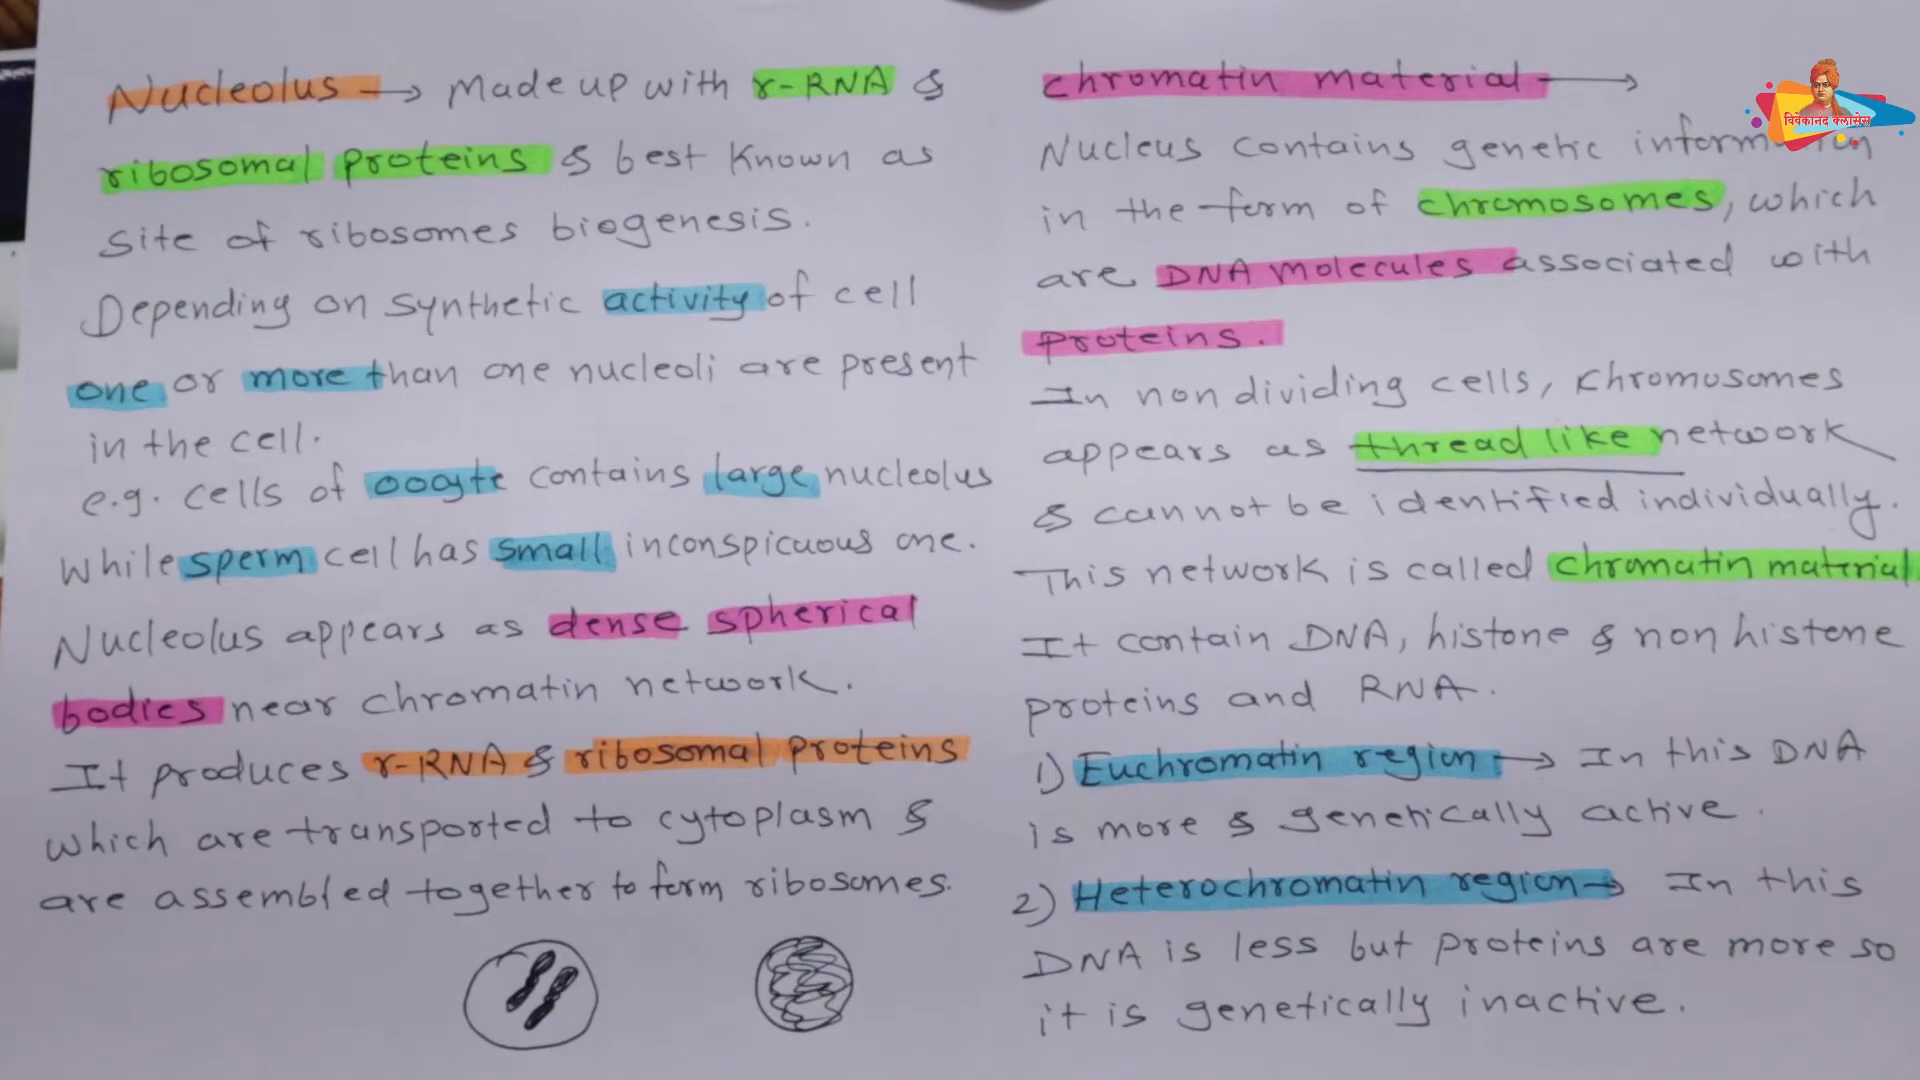 Nucleolus → Made up with r-RNA &
ribosomal proteins & best known as
site of ribosomes biogenesis.
Depending on synthetic activity of cell
one or more than one nucleoli are present
in the cell.
e.g. cells of oocyte contains large nucleolus
while sperm cell has small inconspicuous one.
Nucleolus appears as dense spherical
bodies near chromatin network.
It produces r-RNA & ribosomal proteins
which are transported to cytoplasm &
are assembled together to form ribosomes.
chromatin material →
Nucleus contains genetic information
in the form of chromosomes, which
are DNA molecules associated with
proteins.
In non dividing cells, chromosomes
appears as thread like network
& cannot be identified individually.
This network is called chromatin material
It contain DNA, histone & non histone
proteins and RNA.
1) Euchromatin region → In this DNA
is more & genetically active.
2) Heterochromatin region → In this
DNA is less but proteins are more so
it is genetically inactive.
विवेकानंद क्लासेस